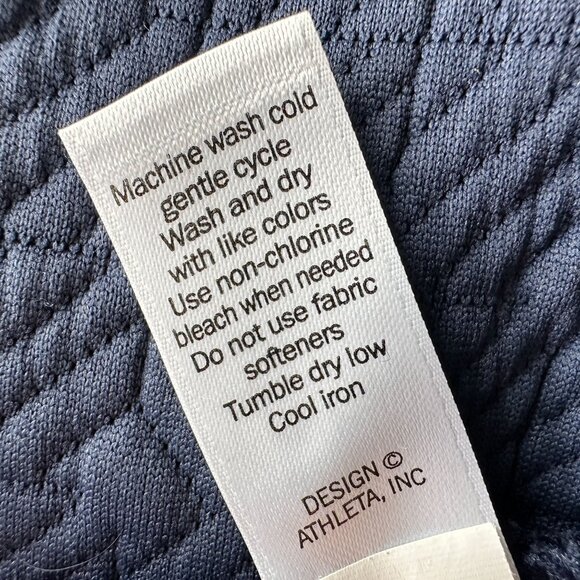 Machine wash cold
gentle cycle
Wash and dry
with like colors
Use non-chlorine
bleach when needed
Do not use fabric
softeners
Tumble dry low
Cool iron
DESIGN ©
ATHLETA, INC